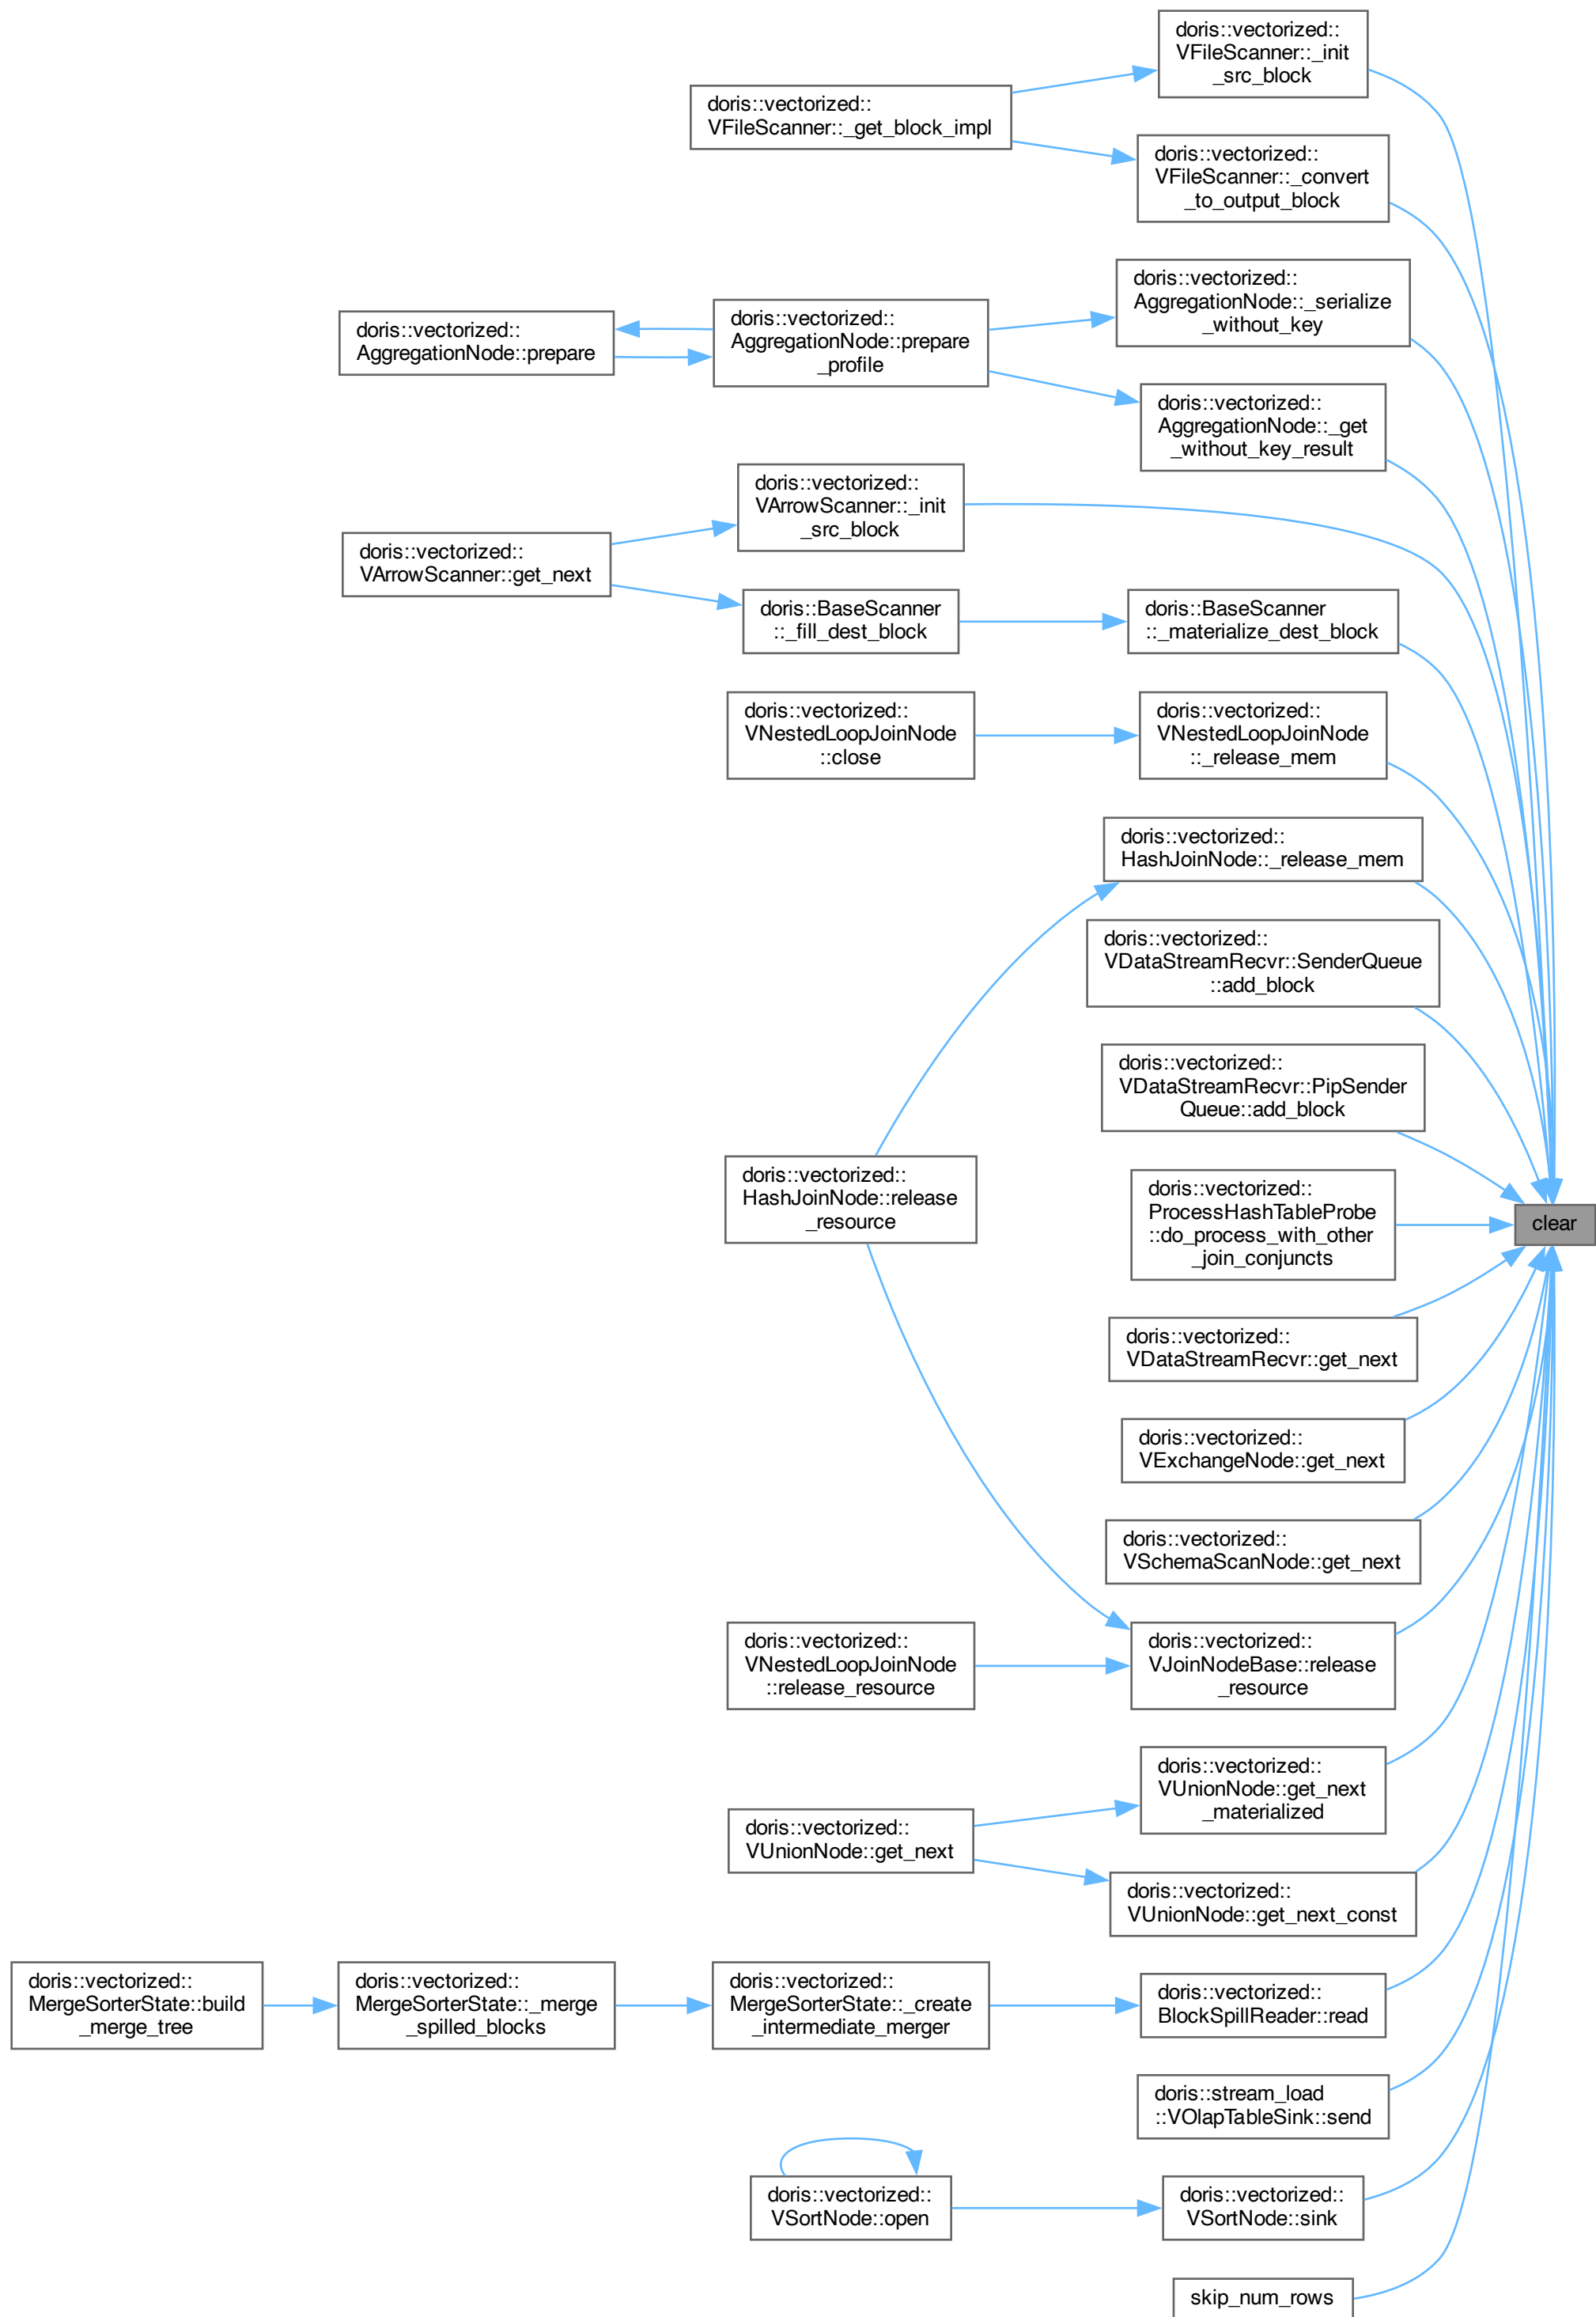 doris::vectorized::
VFileScanner::_init
_src_block
doris::vectorized::
VFileScanner::_get_block_impl
doris::vectorized::
VFileScanner::_convert
_to_output_block
doris::vectorized::
AggregationNode::_serialize
_without_key
doris::vectorized::
AggregationNode::prepare
_profile
doris::vectorized::
AggregationNode::prepare
doris::vectorized::
AggregationNode::_get
_without_key_result
doris::vectorized::
VArrowScanner::_init
_src_block
doris::vectorized::
VArrowScanner::get_next
doris::BaseScanner
::_fill_dest_block
doris::BaseScanner
::_materialize_dest_block
doris::vectorized::
VNestedLoopJoinNode
::close
doris::vectorized::
VNestedLoopJoinNode
::_release_mem
doris::vectorized::
HashJoinNode::_release_mem
doris::vectorized::
VDataStreamRecvr::SenderQueue
::add_block
doris::vectorized::
VDataStreamRecvr::PipSender
Queue::add_block
doris::vectorized::
HashJoinNode::release
_resource
doris::vectorized::
ProcessHashTableProbe
::do_process_with_other
_join_conjuncts
clear
doris::vectorized::
VDataStreamRecvr::get_next
doris::vectorized::
VExchangeNode::get_next
doris::vectorized::
VSchemaScanNode::get_next
doris::vectorized::
VNestedLoopJoinNode
::release_resource
doris::vectorized::
VJoinNodeBase::release
_resource
doris::vectorized::
VUnionNode::get_next
_materialized
doris::vectorized::
VUnionNode::get_next
doris::vectorized::
VUnionNode::get_next_const
doris::vectorized::
MergeSorterState::build
_merge_tree
doris::vectorized::
MergeSorterState::_merge
_spilled_blocks
doris::vectorized::
MergeSorterState::_create
_intermediate_merger
doris::vectorized::
BlockSpillReader::read
doris::stream_load
::VOlapTableSink::send
doris::vectorized::
VSortNode::open
doris::vectorized::
VSortNode::sink
skip_num_rows